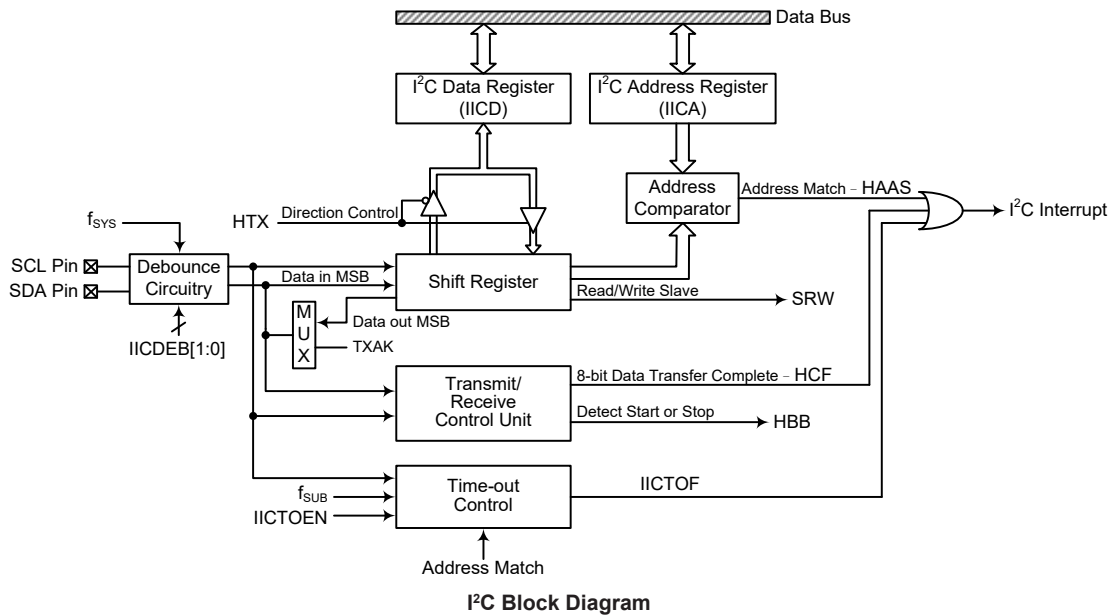 Data Bus
I²C Data Register
(IICD)
I²C Address Register
(IICA)
Address
Comparator
Address Match - HAAS
I²C Interrupt
HTX
Direction Control
fSYS
SCL Pin
SDA Pin
Debounce
Circuitry
IICDEB[1:0]
Data in MSB
Shift Register
Read/Write Slave
SRW
M
U
X
Data out MSB
TXAK
Transmit/
Receive
Control Unit
8-bit Data Transfer Complete - HCF
Detect Start or Stop
HBB
fSUB
IICTOEN
Time-out
Control
IICTOF
Address Match
I²C Block Diagram